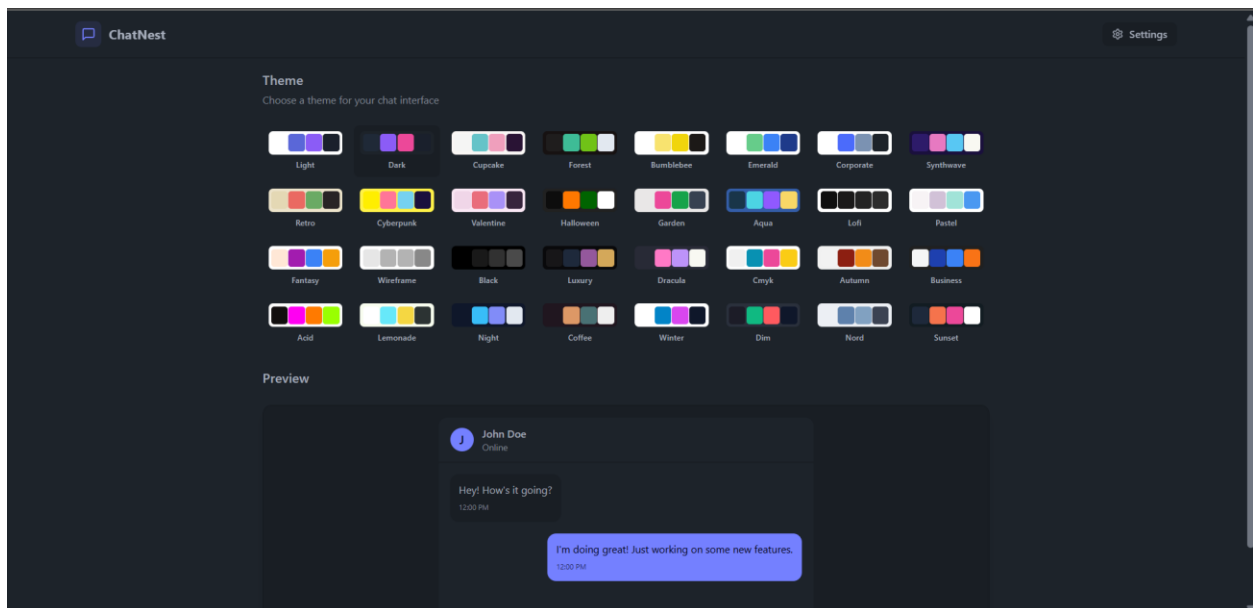 ChatNest
Settings
Theme
Choose a theme for your chat interface
Light Dark Cupcake Forest Bumblebee Emerald Corporate Synthwave
Retro Cyberpunk Valentine Halloween Garden Aqua Lofi Pastel
Fantasy Wireframe Black Luxury Dracula Cmyk Autumn Business
Acid Lemonade Night Coffee Winter Dim Nord Sunset
Preview
J
John Doe
Online
Hey! How's it going?
12:00 PM
I'm doing great! Just working on some new features.
12:00 PM